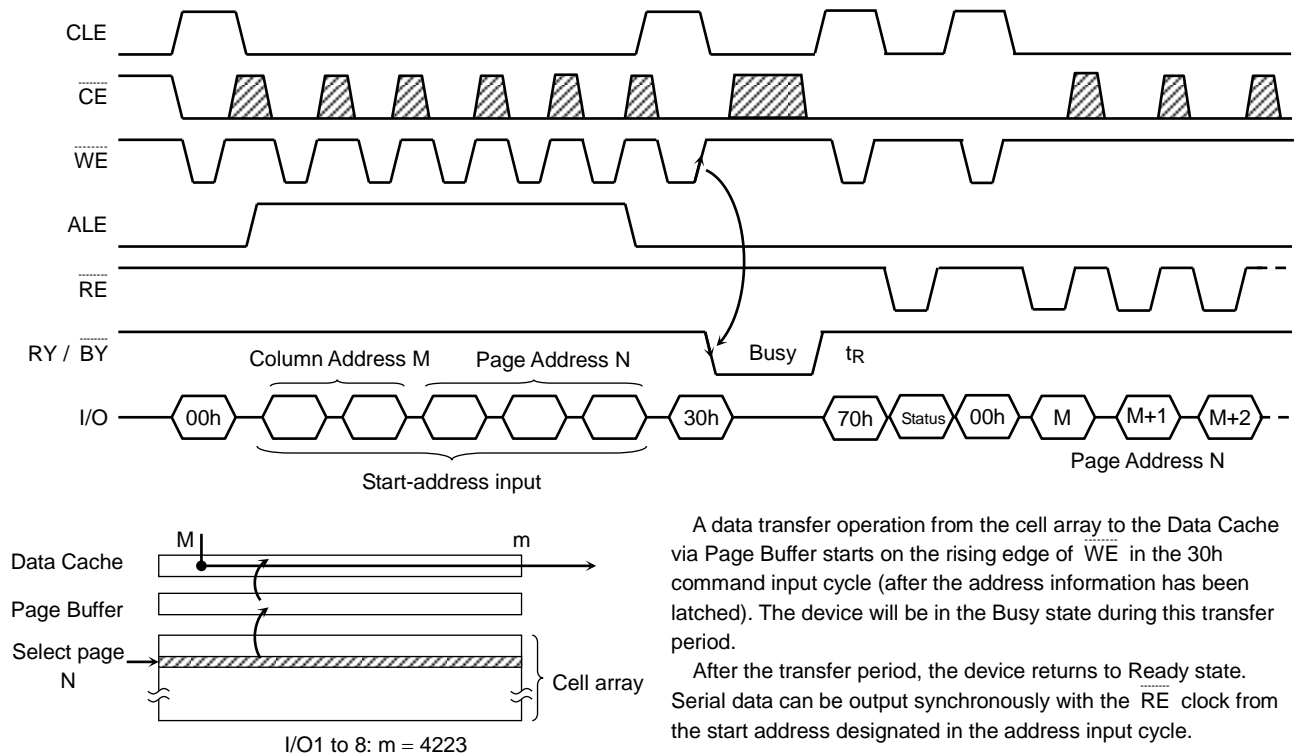 CLE
CE
WE
ALE
RE
RY / BY
Busy
tR
Column Address M
Page Address N
I/O
00h
30h
70h
Status
00h
M
M+1
M+2
Start-address input
Page Address N
M
m
Data Cache
Page Buffer
Select page
N
Cell array
I/O1 to 8: m = 4223
A data transfer operation from the cell array to the Data Cache
via Page Buffer starts on the rising edge of WE in the 30h
command input cycle (after the address information has been
latched). The device will be in the Busy state during this transfer
period.
After the transfer period, the device returns to Ready state.
Serial data can be output synchronously with the RE clock from
the start address designated in the address input cycle.